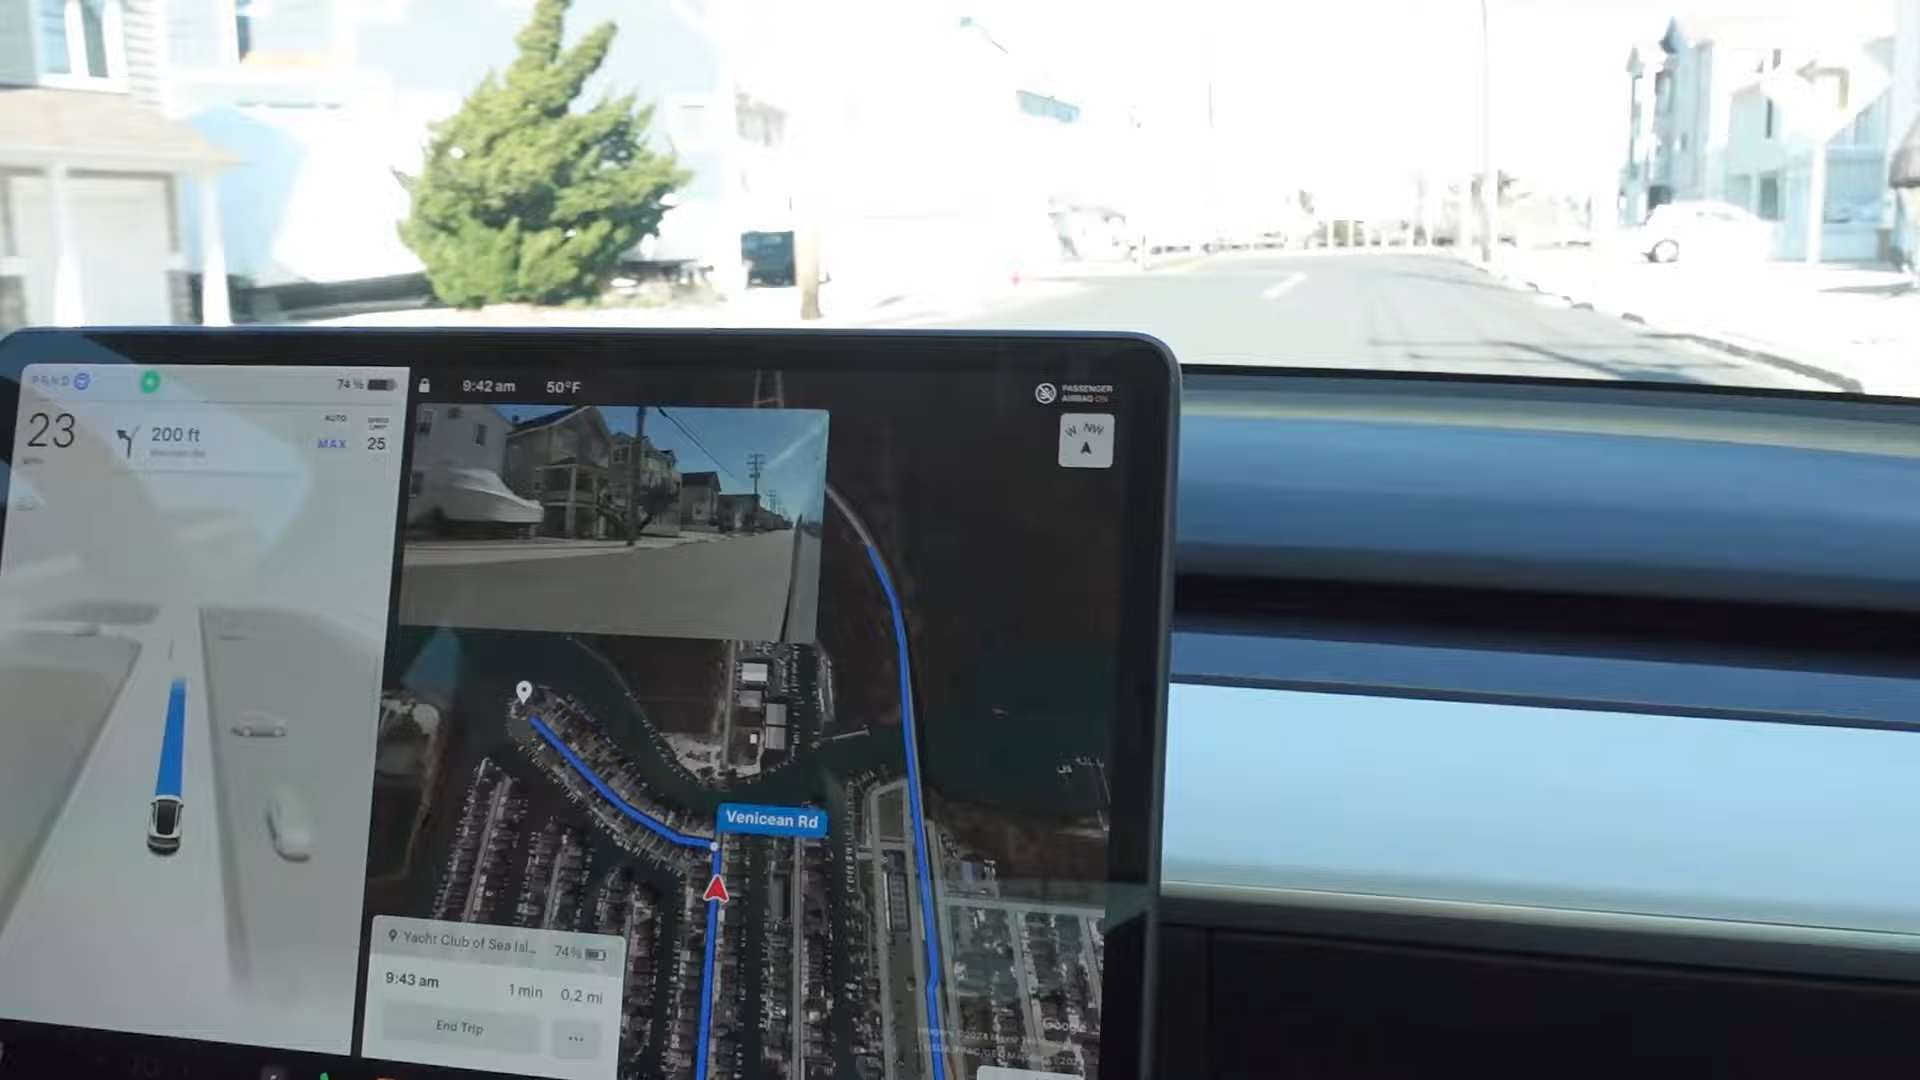 PRND
74 %
9:42 am
50°F
PASSENGER
AIRBAG ON
23
200 ft
AUTO
MAX
SPEED
LIMIT
25
W NW
Venicean Rd
Yacht Club of Sea Isl...
74%
9:43 am
1 min
0.2 mi
End Trip
...
Google